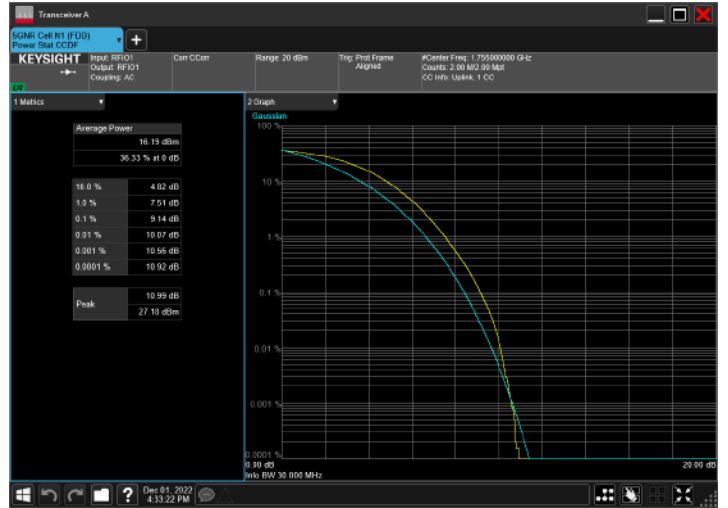 Transceiver A
5GNR Cell N1 (FDD)
Power Stat CCDF
KEYSIGHT
Input: RFIO1
Output: RFIO1
Coupling: AC
Corr CCorr
Range: 20 dBm
Trig: Prot Frame
Aligned
#Center Freq: 1.755000000 GHz
Counts: 2.00 M/2.00 Mpt
CC Info: Uplink, 1 CC
1 Metrics
Average Power
16.19 dBm
36.33 % at 0 dB
10.0 % 4.82 dB
1.0 % 7.51 dB
0.1 % 9.14 dB
0.01 % 10.07 dB
0.001 % 10.56 dB
0.0001 % 10.92 dB
Peak
10.99 dB
27.18 dBm
2 Graph
Gaussian
100 %
10 %
1 %
0.1 %
0.01 %
0.001 %
0.0001 %
0.00 dB
20.00 dB
Info BW 30.000 MHz
Dec 01, 2022
4:33:22 PM